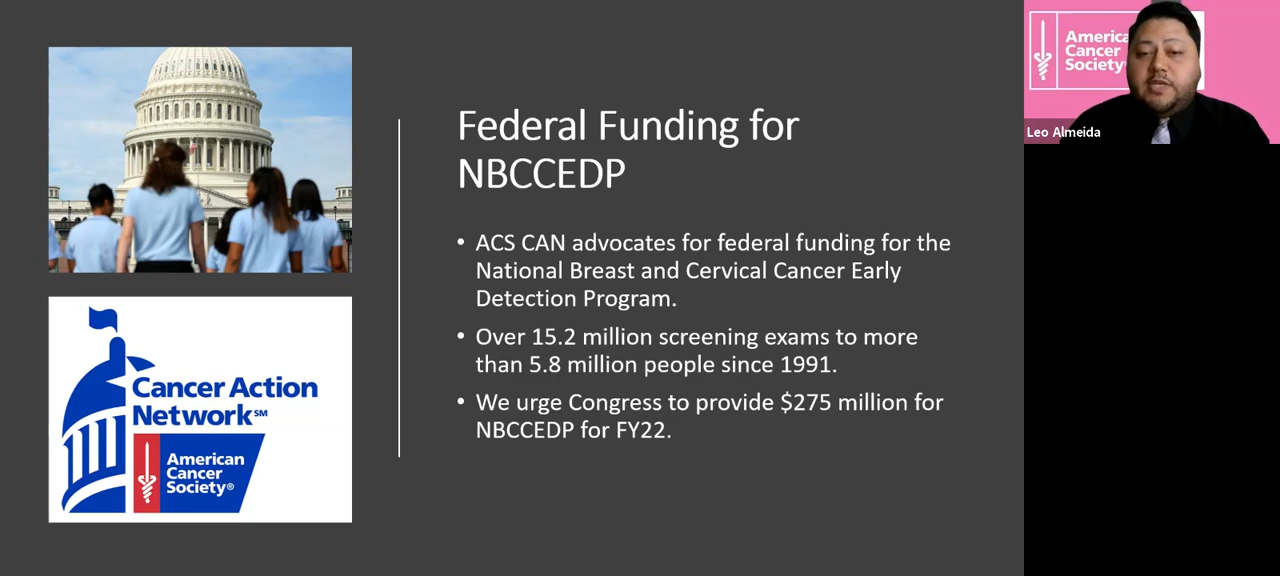 Federal Funding for
NBCCEDP
• ACS CAN advocates for federal funding for the
National Breast and Cervical Cancer Early
Detection Program.
• Over 15.2 million screening exams to more
than 5.8 million people since 1991.
• We urge Congress to provide $275 million for
NBCCEDP for FY22.
Cancer Action
Network℠
American
Cancer
Society®
America
Cancer
Society
Leo Almeida